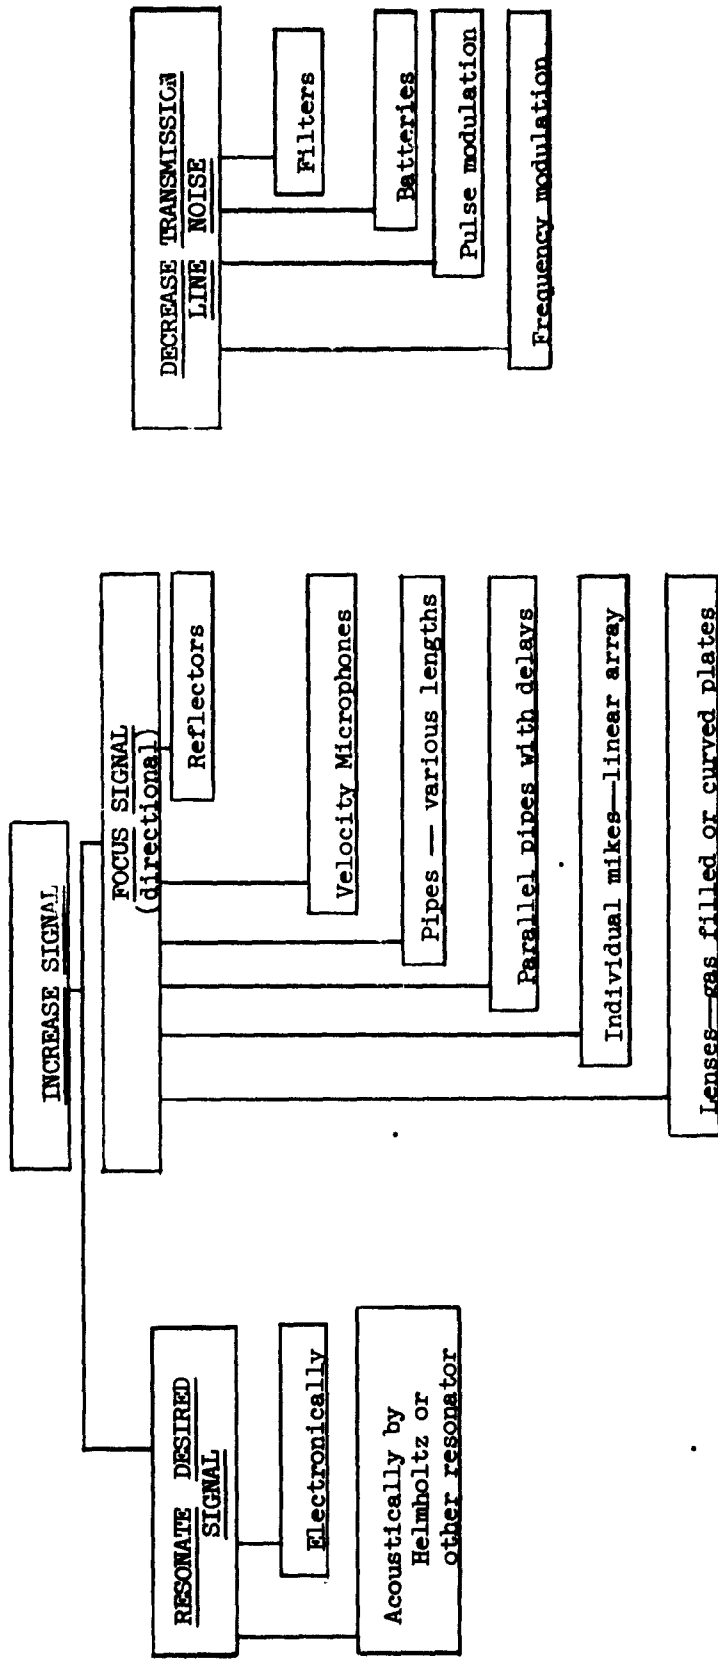 INCREASE SIGNAL
RESONATE DESIRED
SIGNAL
Electronically
Acoustically by
Helmholtz or
other resonator
FOCUS SIGNAL
(directional)
Reflectors
Velocity Microphones
Pipes — various lengths
Parallel pipes with delays
Individual mikes—linear array
Lenses—gas filled or curved plates
DECREASE TRANSMISSION
LINE NOISE
Filters
Batteries
Pulse modulation
Frequency modulation